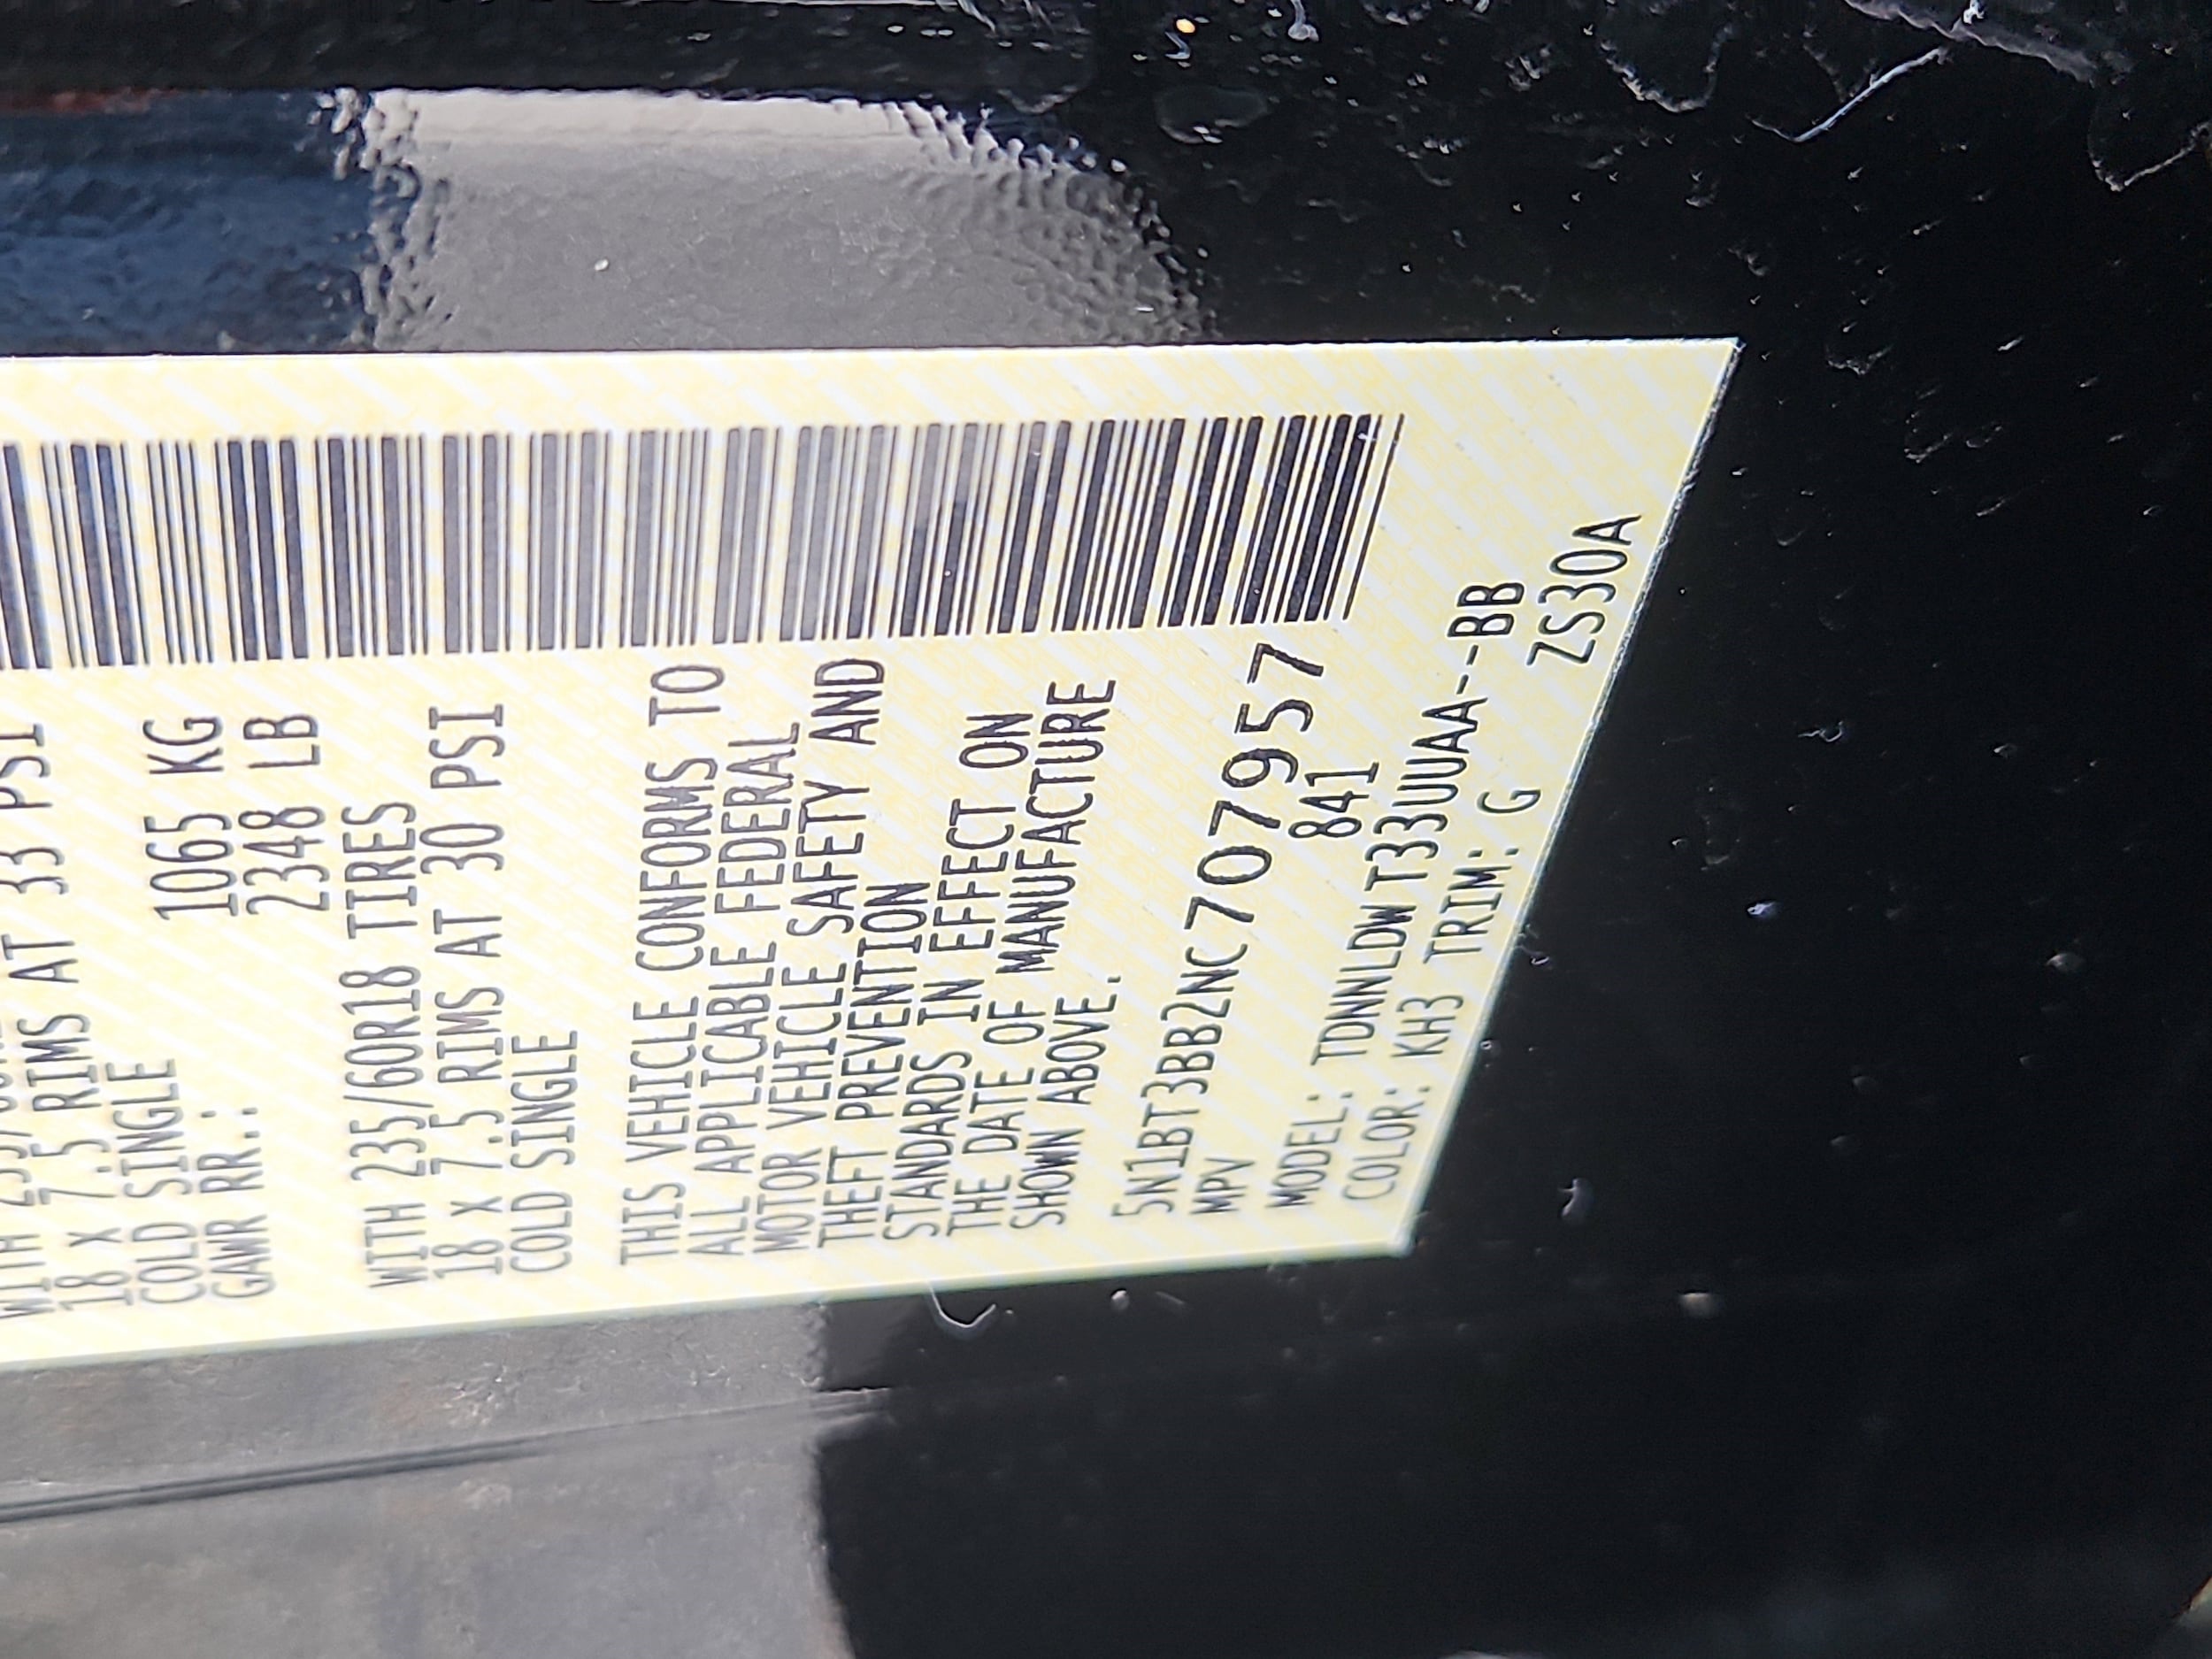 18 X 7.5 RIMS AT 33 PSI
COLD SINGLE
GAWR RR.: 1065 KG
2348 LB
WITH 235/60R18 TIRES
18 X 7.5 RIMS AT 30 PSI
COLD SINGLE
THIS VEHICLE CONFORMS TO
ALL APPLICABLE FEDERAL
MOTOR VEHICLE SAFETY AND
THEFT PREVENTION
STANDARDS IN EFFECT ON
THE DATE OF MANUFACTURE
SHOWN ABOVE.
5N1BT3BB2NC707957
MPV 841
MODEL: TDNNLDWT33UUAA--BB
COLOR: KH3 TRIM: G ZS30A